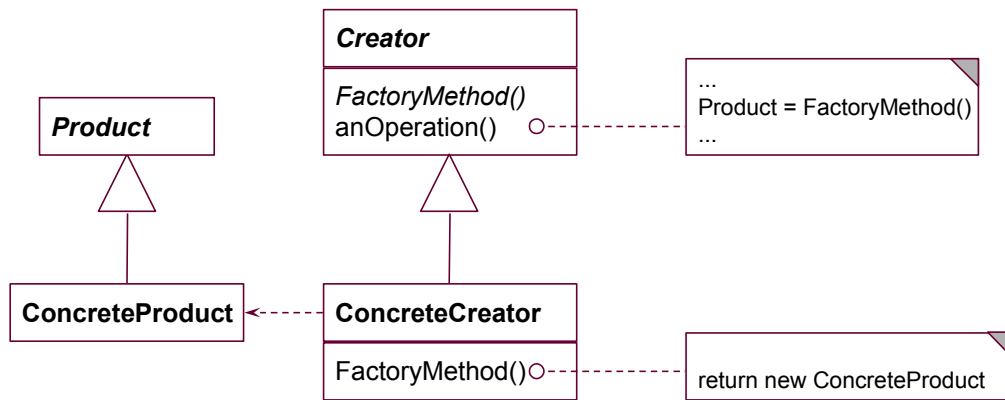 Creator
FactoryMethod()
anOperation()
...
Product = FactoryMethod()
...
Product
ConcreteProduct
ConcreteCreator
FactoryMethod()
return new ConcreteProduct